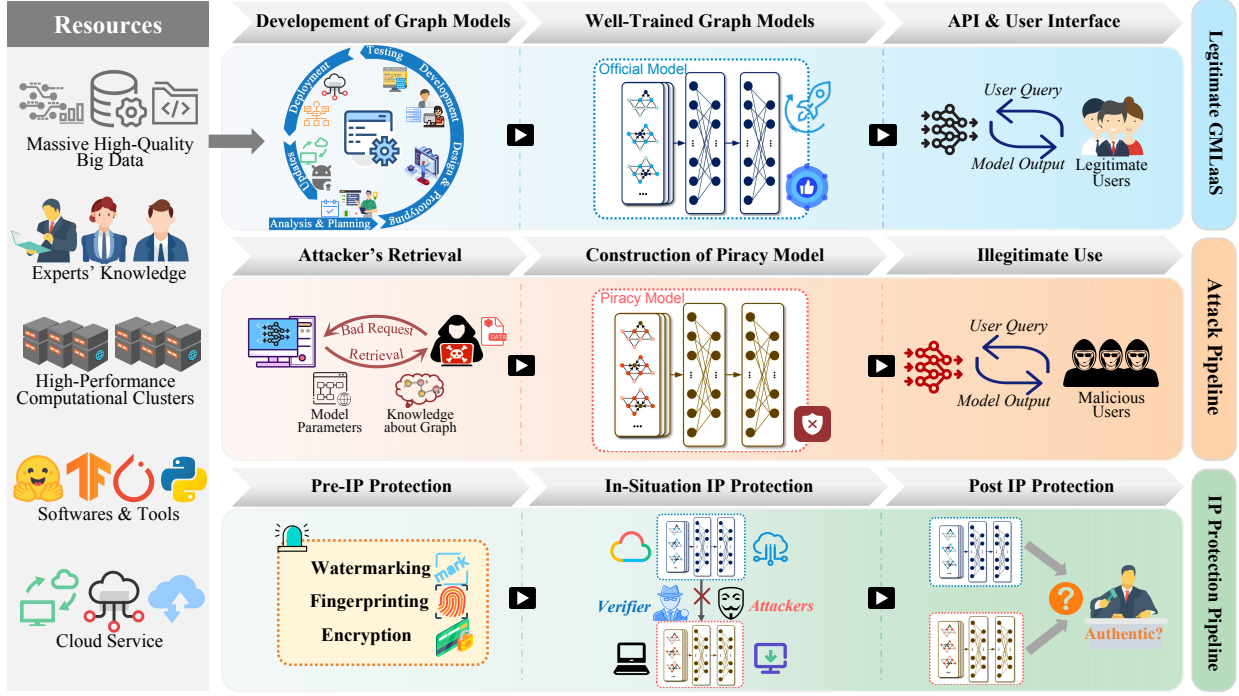 Resources
Massive High-Quality
Big Data
Experts' Knowledge
High-Performance
Computational Clusters
Softwares & Tools
Cloud Service
Developement of Graph Models
Well-Trained Graph Models
API & User Interface
Legitimate GMLaaS
Testing
Development
Design & Prototyping
Analysis & Planning
Updates
Deployment
Official Model
...
User Query
Model Output
Legitimate
Users
Attacker's Retrieval
Construction of Piracy Model
Illegitimate Use
Attack Pipeline
Bad Request
Retrieval
DATA
Model
Parameters
Knowledge
about Graph
Piracy Model
...
User Query
Model Output
Malicious
Users
Pre-IP Protection
In-Situation IP Protection
Post IP Protection
IP Protection Pipeline
Watermarking
mark
Fingerprinting
Encryption
Verifier
Attackers
?
Authentic?